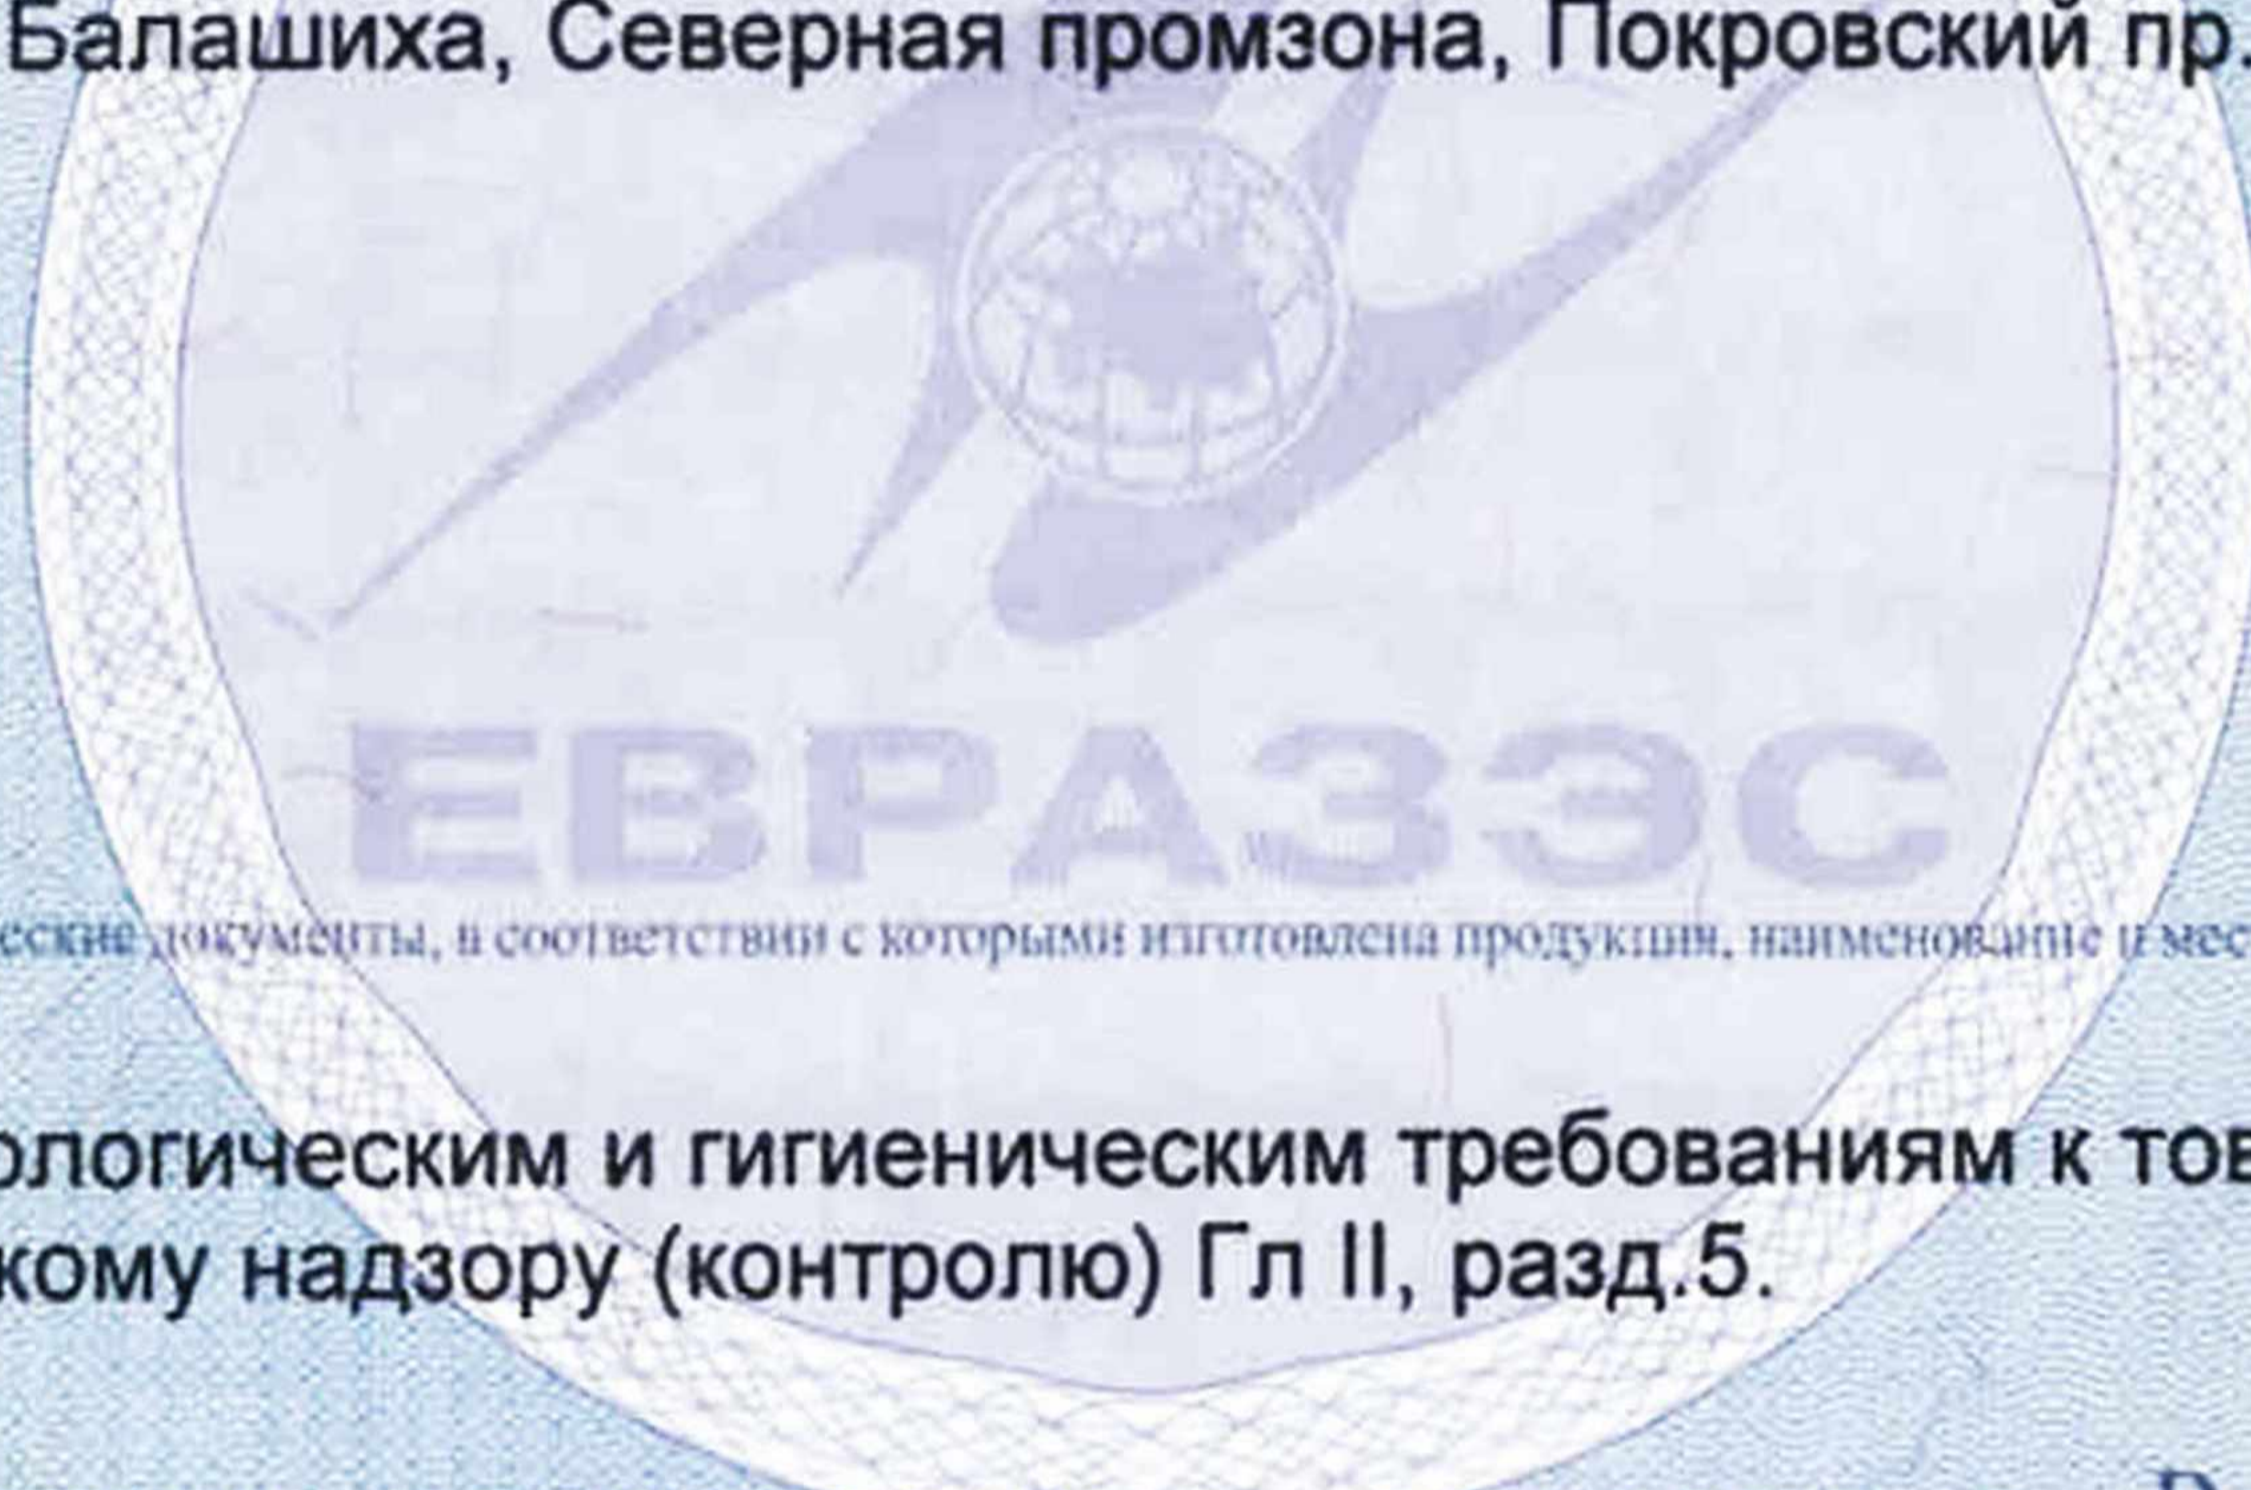 Балашиха, Северная промзона, Покровский пр.
ЕВРАЗЭС
еские документы, в соответствии с которыми изготовлена продукция, наименование и мес
ологическим и гигиеническим требованиям к тов
кому надзору (контролю) Гл II, разд.5.